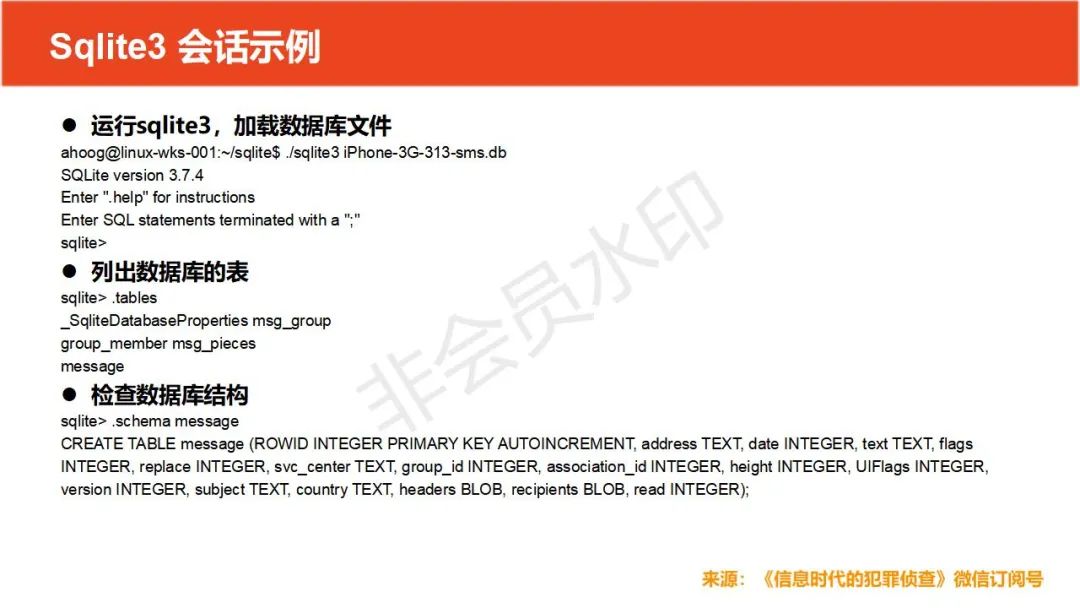 Sqlite3 会话示例
● 运行sqlite3，加载数据库文件
ahoog@linux-wks-001:~/sqlite$ ./sqlite3 iPhone-3G-313-sms.db
SQLite version 3.7.4
Enter ".help" for instructions
Enter SQL statements terminated with a ";"
sqlite>
● 列出数据库的表
sqlite> .tables
_SqliteDatabaseProperties msg_group
group_member msg_pieces
message
● 检查数据库结构
sqlite> .schema message
CREATE TABLE message (ROWID INTEGER PRIMARY KEY AUTOINCREMENT, address TEXT, date INTEGER, text TEXT, flags
INTEGER, replace INTEGER, svc_center TEXT, group_id INTEGER, association_id INTEGER, height INTEGER, UIFlags INTEGER,
version INTEGER, subject TEXT, country TEXT, headers BLOB, recipients BLOB, read INTEGER);
非会员水印
来源：《信息时代的犯罪侦查》微信订阅号